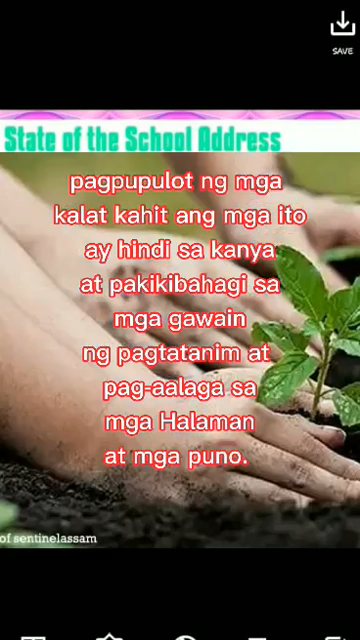 SAVE
State of the School Address
pagpupulot ng mga
kalat kahit ang mga ito
ay hindi sa kanya
at pakikibahagi sa
mga gawain
ng pagtatanim at
pag-aalaga sa
mga Halaman
at mga puno.
of sentinelassam